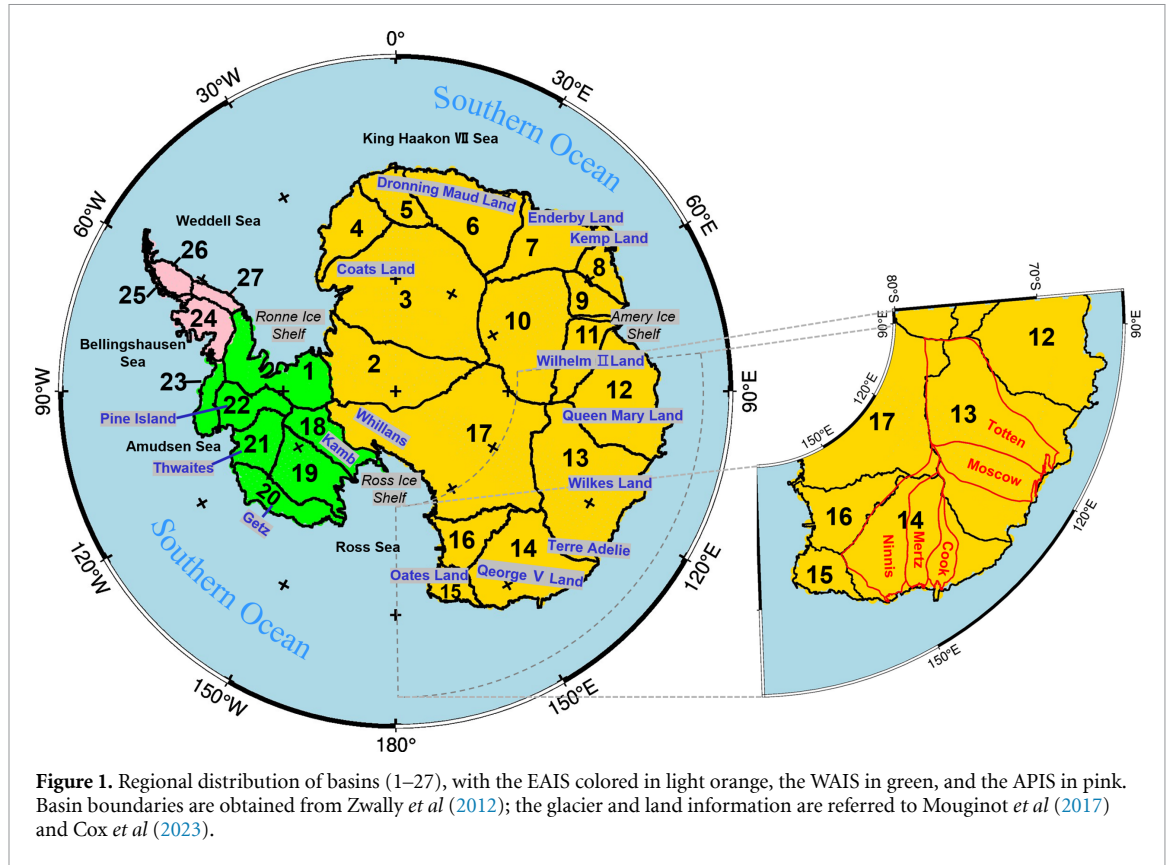 0°
30°W
30°E
Southern Ocean
King Haakon VII Sea
60°W
60°E
Weddell Sea
Dronning Maud Land
Enderby Land
Kemp Land
4
5
6
7
8
26
25
27
24
Coats Land
3
9
10
11
Ronne Ice
Shelf
Amery Ice
Shelf
Bellingshausen
Sea
23
1
2
Wilhelm II Land
12
90°W
90°E
22
Pine Island
Queen Mary Land
Whillans
18
Kamb
17
21
Amudsen Sea
Thwaites
19
13
Wilkes Land
Ross Ice
Shelf
20
Getz
Ross Sea
16
14
Terre Adelie
Oates Land
Qeorge V Land
15
120°W
120°E
Southern Ocean
150°W
150°E
180°
80°S
70°S
90°E
90°E
12
120°E
17
13
Totten
150°E
Moscow
16
14
Ninnis
Mertz
Cook
15
120°E
150°E
Figure 1. Regional distribution of basins (1–27), with the EAIS colored in light orange, the WAIS in green, and the APIS in pink.
Basin boundaries are obtained from Zwally et al (2012); the glacier and land information are referred to Mouginot et al (2017)
and Cox et al (2023).